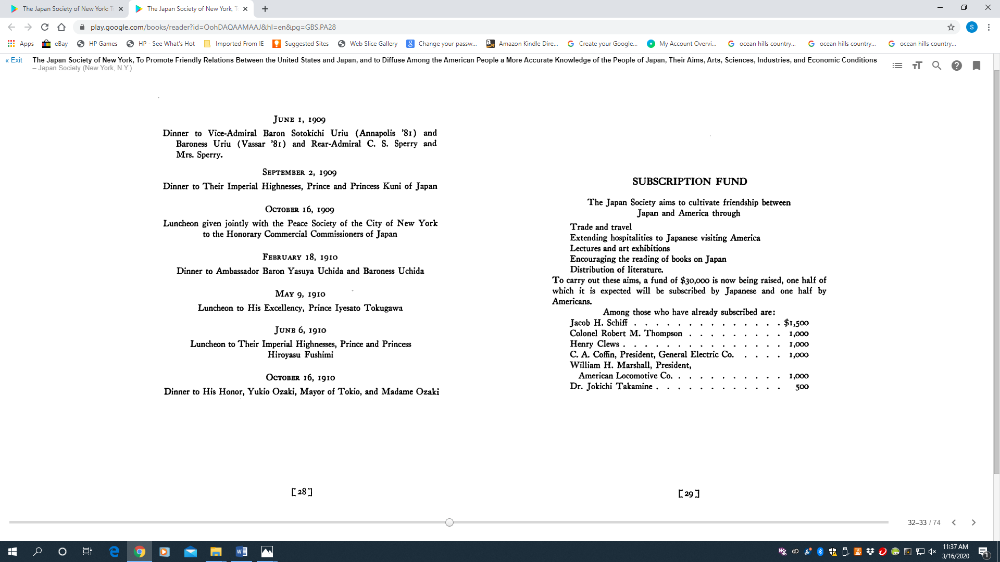 The Japan Society of New York: T
The Japan Society of New York, T
play.google.com/books/reader?id=OohDAQAAMAAJ&hl=en&pg=GBS.PA28
S
Apps
eBay
HP Games
HP - See What's Hot
Imported From IE
Suggested Sites
Web Slice Gallery
Change your passw...
Amazon Kindle Dire...
Create your Google...
My Account Overvi...
ocean hills country...
ocean hills country...
ocean hills country...
« Exit
The Japan Society of New York, To Promote Friendly Relations Between the United States and Japan, and to Diffuse Among the American People a More Accurate Knowledge of the People of Japan, Their Aims, Arts, Sciences, Industries, and Economic Conditions
– Japan Society (New York, N.Y.)
June 1, 1909
Dinner to Vice-Admiral Baron Sotokichi Uriu (Annapolis '81) and
Baroness Uriu (Vassar '81) and Rear-Admiral C. S. Sperry and
Mrs. Sperry.
September 2, 1909
Dinner to Their Imperial Highnesses, Prince and Princess Kuni of Japan
October 16, 1909
Luncheon given jointly with the Peace Society of the City of New York
to the Honorary Commercial Commissioners of Japan
February 18, 1910
Dinner to Ambassador Baron Yasuya Uchida and Baroness Uchida
May 9, 1910
Luncheon to His Excellency, Prince Iyesato Tokugawa
June 6, 1910
Luncheon to Their Imperial Highnesses, Prince and Princess
Hiroyasu Fushimi
October 16, 1910
Dinner to His Honor, Yukio Ozaki, Mayor of Tokio, and Madame Ozaki
[28]
SUBSCRIPTION FUND
The Japan Society aims to cultivate friendship between
Japan and America through
Trade and travel
Extending hospitalities to Japanese visiting America
Lectures and art exhibitions
Encouraging the reading of books on Japan
Distribution of literature.
To carry out these aims, a fund of $30,000 is now being raised, one half of
which it is expected will be subscribed by Japanese and one half by
Americans.
Among those who have already subscribed are:
Jacob H. Schiff . . . . . . . . . . . . . . $1,500
Colonel Robert M. Thompson . . . . . . . . . 1,000
Henry Clews . . . . . . . . . . . . . . . 1,000
C. A. Coffin, President, General Electric Co. . . . . 1,000
William H. Marshall, President,
American Locomotive Co. . . . . . . . . . . 1,000
Dr. Jokichi Takamine . . . . . . . . . . . . 500
[29]
32–33 / 74
11:37 AM
3/16/2020
1